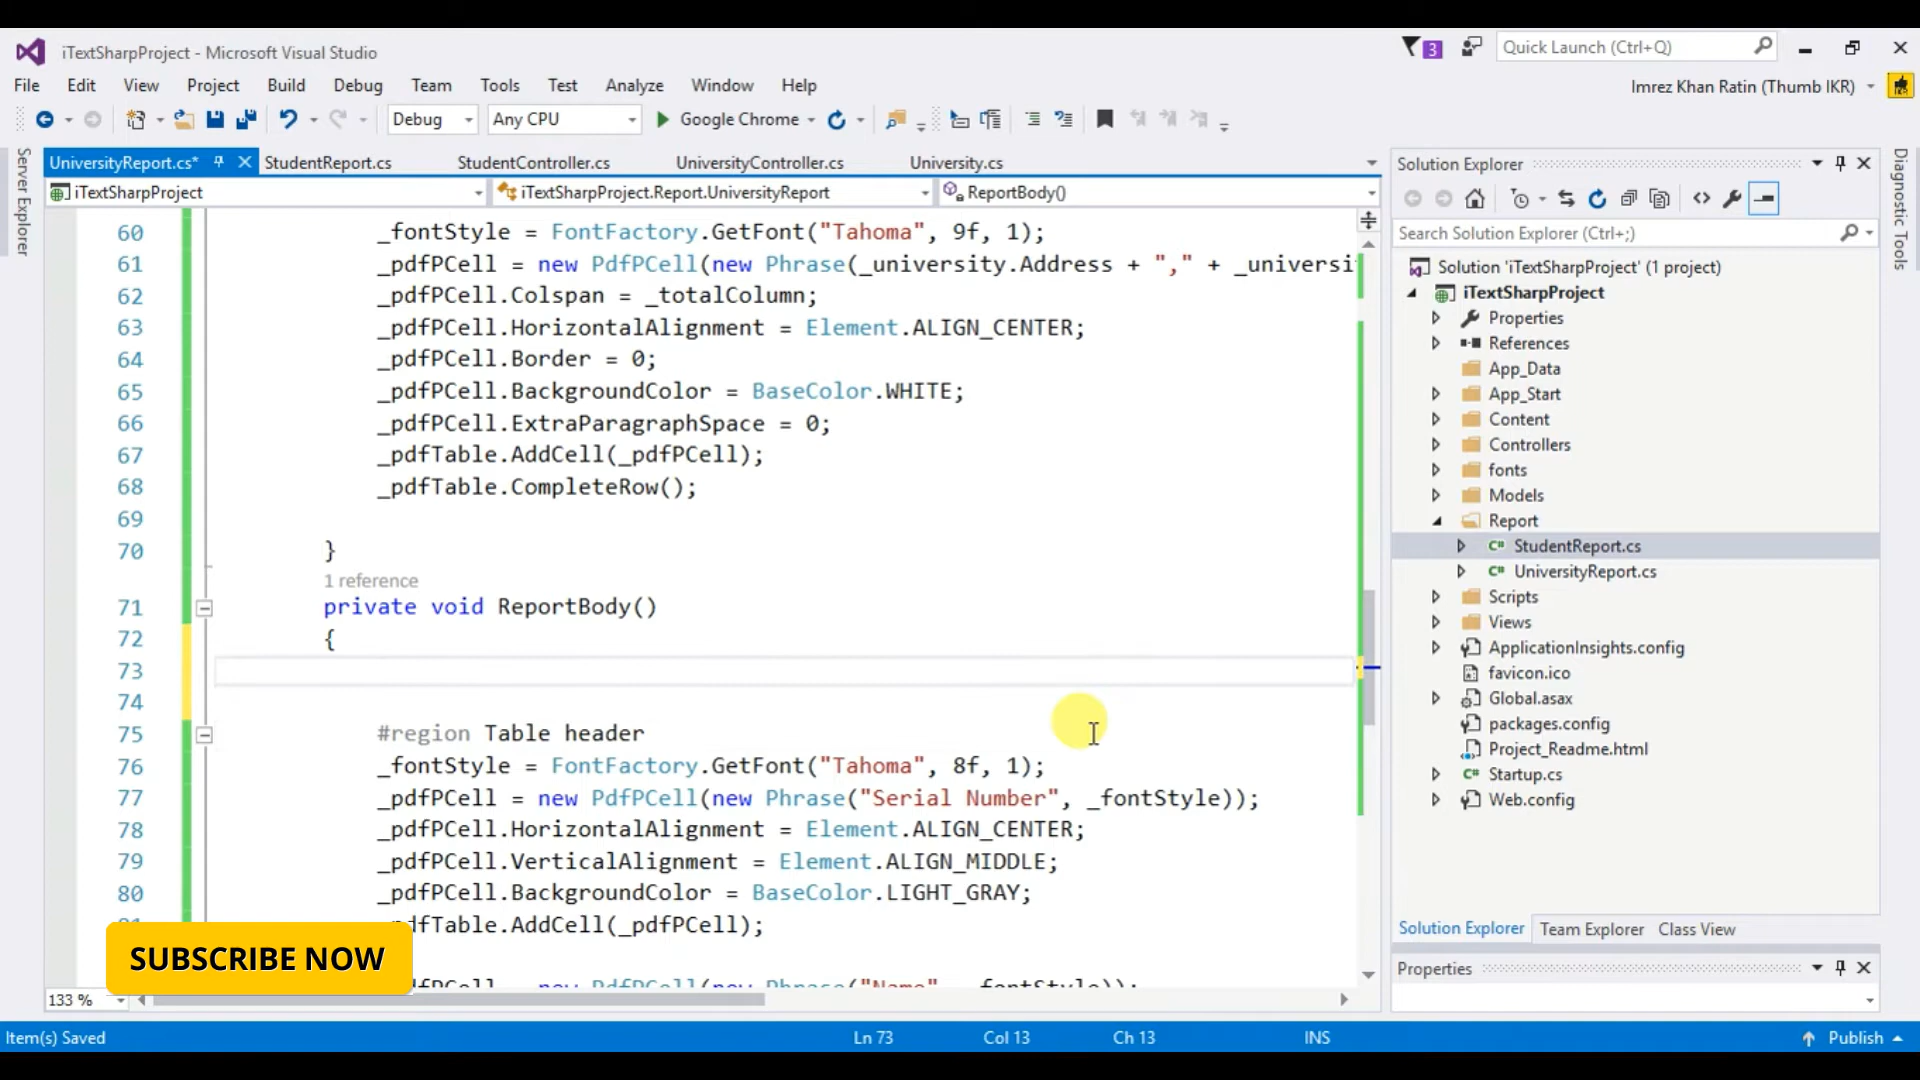 iTextSharpProject - Microsoft Visual Studio
3
Quick Launch (Ctrl+Q)
File Edit View Project Build Debug Team Tools Test Analyze Window Help
Imrez Khan Ratin (Thumb IKR)
Debug Any CPU Google Chrome
Server Explorer
UniversityReport.cs* StudentReport.cs StudentController.cs UniversityController.cs University.cs
iTextSharpProject iTextSharpProject.Report.UniversityReport ReportBody()
60 _fontStyle = FontFactory.GetFont("Tahoma", 9f, 1);
61 _pdfPCell = new PdfPCell(new Phrase(_university.Address + "," + _universi
62 _pdfPCell.Colspan = _totalColumn;
63 _pdfPCell.HorizontalAlignment = Element.ALIGN_CENTER;
64 _pdfPCell.Border = 0;
65 _pdfPCell.BackgroundColor = BaseColor.WHITE;
66 _pdfPCell.ExtraParagraphSpace = 0;
67 _pdfTable.AddCell(_pdfPCell);
68 _pdfTable.CompleteRow();
69
70 }
1 reference
71 private void ReportBody()
72 {
73
74
75 #region Table header
76 _fontStyle = FontFactory.GetFont("Tahoma", 8f, 1);
77 _pdfPCell = new PdfPCell(new Phrase("Serial Number", _fontStyle));
78 _pdfPCell.HorizontalAlignment = Element.ALIGN_CENTER;
79 _pdfPCell.VerticalAlignment = Element.ALIGN_MIDDLE;
80 _pdfPCell.BackgroundColor = BaseColor.LIGHT_GRAY;
pdfTable.AddCell(_pdfPCell);
SUBSCRIBE NOW
133 %
Solution Explorer
Search Solution Explorer (Ctrl+;)
Solution 'iTextSharpProject' (1 project)
iTextSharpProject
Properties
References
App_Data
App_Start
Content
Controllers
fonts
Models
Report
C# StudentReport.cs
C# UniversityReport.cs
Scripts
Views
ApplicationInsights.config
favicon.ico
Global.asax
packages.config
Project_Readme.html
C# Startup.cs
Web.config
Solution Explorer Team Explorer Class View
Properties
Diagnostic Tools
Item(s) Saved Ln 73 Col 13 Ch 13 INS Publish